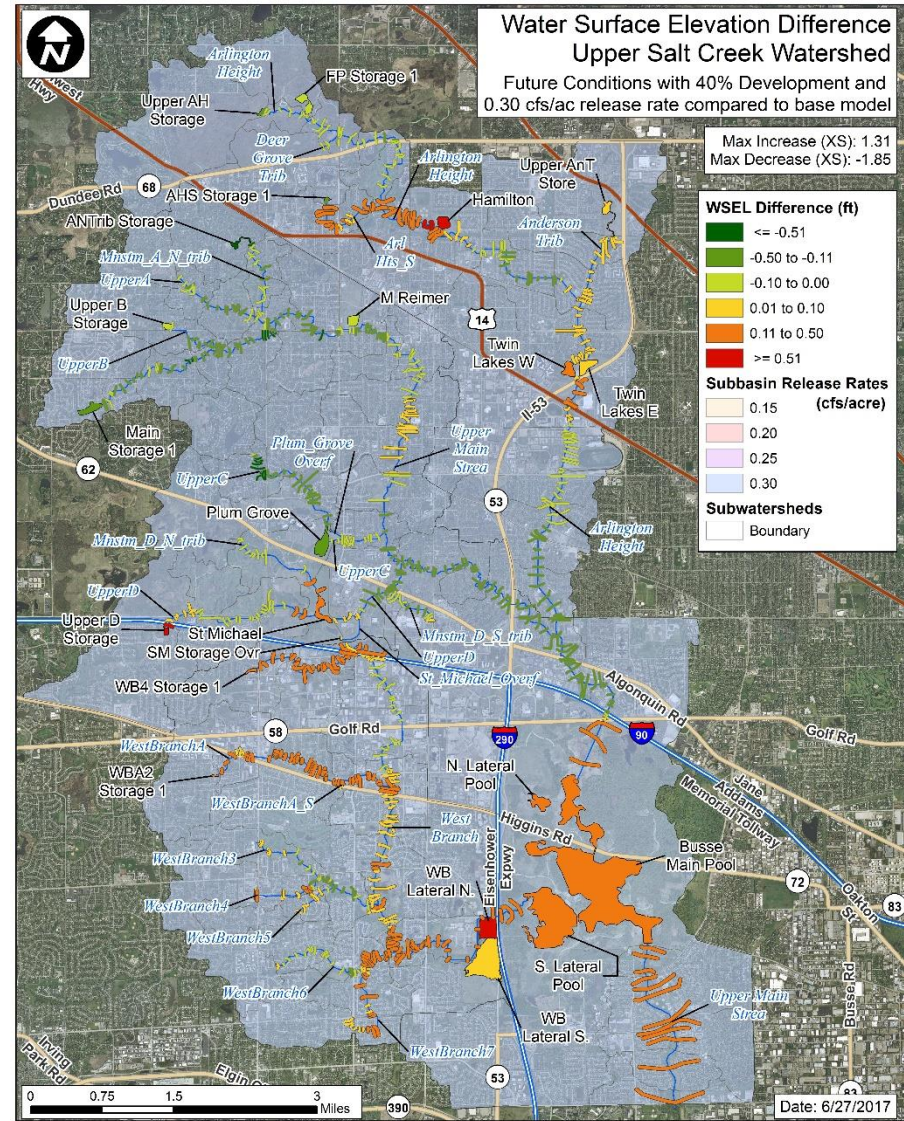 N
Water Surface Elevation Difference
Upper Salt Creek Watershed
Future Conditions with 40% Development and
0.30 cfs/ac release rate compared to base model
Max Increase (XS): 1.31
Max Decrease (XS): -1.85
WSEL Difference (ft)
<= -0.51
-0.50 to -0.11
-0.10 to 0.00
0.01 to 0.10
0.11 to 0.50
>= 0.51
Subbasin Release Rates
(cfs/acre)
0.15
0.20
0.25
0.30
Subwatersheds
Boundary
Hwy
Arlington
Height
FP Storage 1
Upper AH
Storage
Deer
Grove
Trib
Arlington
Height
Upper AnT
Store
Dundee Rd
68
AHS Storage 1
Hamilton
ANTrib Storage
Arl
Hts_S
Anderson
Trib
Mnstm_A_N_trib
UpperA
M Reimer
Upper B
Storage
14
Twin
Lakes W
UpperB
Twin
Lakes E
Il-53
Main
Storage 1
Plum_Grove
Overf
Upper-
Main
Strea
62
UpperC
53
Plum Grove
Arlington
Height
Mnstm_D_N_trib
UpperC
UpperD
Upper D
Storage
St Michael
Mnstm_D_S_trib
SM Storage Ovr
UpperD
WB4 Storage 1
St_Michael_Overf
Algonquin Rd
58
Golf Rd
290
90
Golf Rd
WestBranchA
N. Lateral
Pool
Jane
Addams
Memorial Tollway
WBA2
Storage 1
WestBranchA_S
Higgins Rd
West
Branch
Busse
Main Pool
WestBranch3
Eisenhower
Expwy
WB
Lateral N.
72
Oakton
St
83
WestBranch4
WestBranch5
S. Lateral
Pool
WestBranch6
Upper Main
Strea
Busse Rd
WB
Lateral S.
WestBranch7
Irving
Park Rd
53
83
0 0.75 1.5 3
Miles
390
Date: 6/27/2017